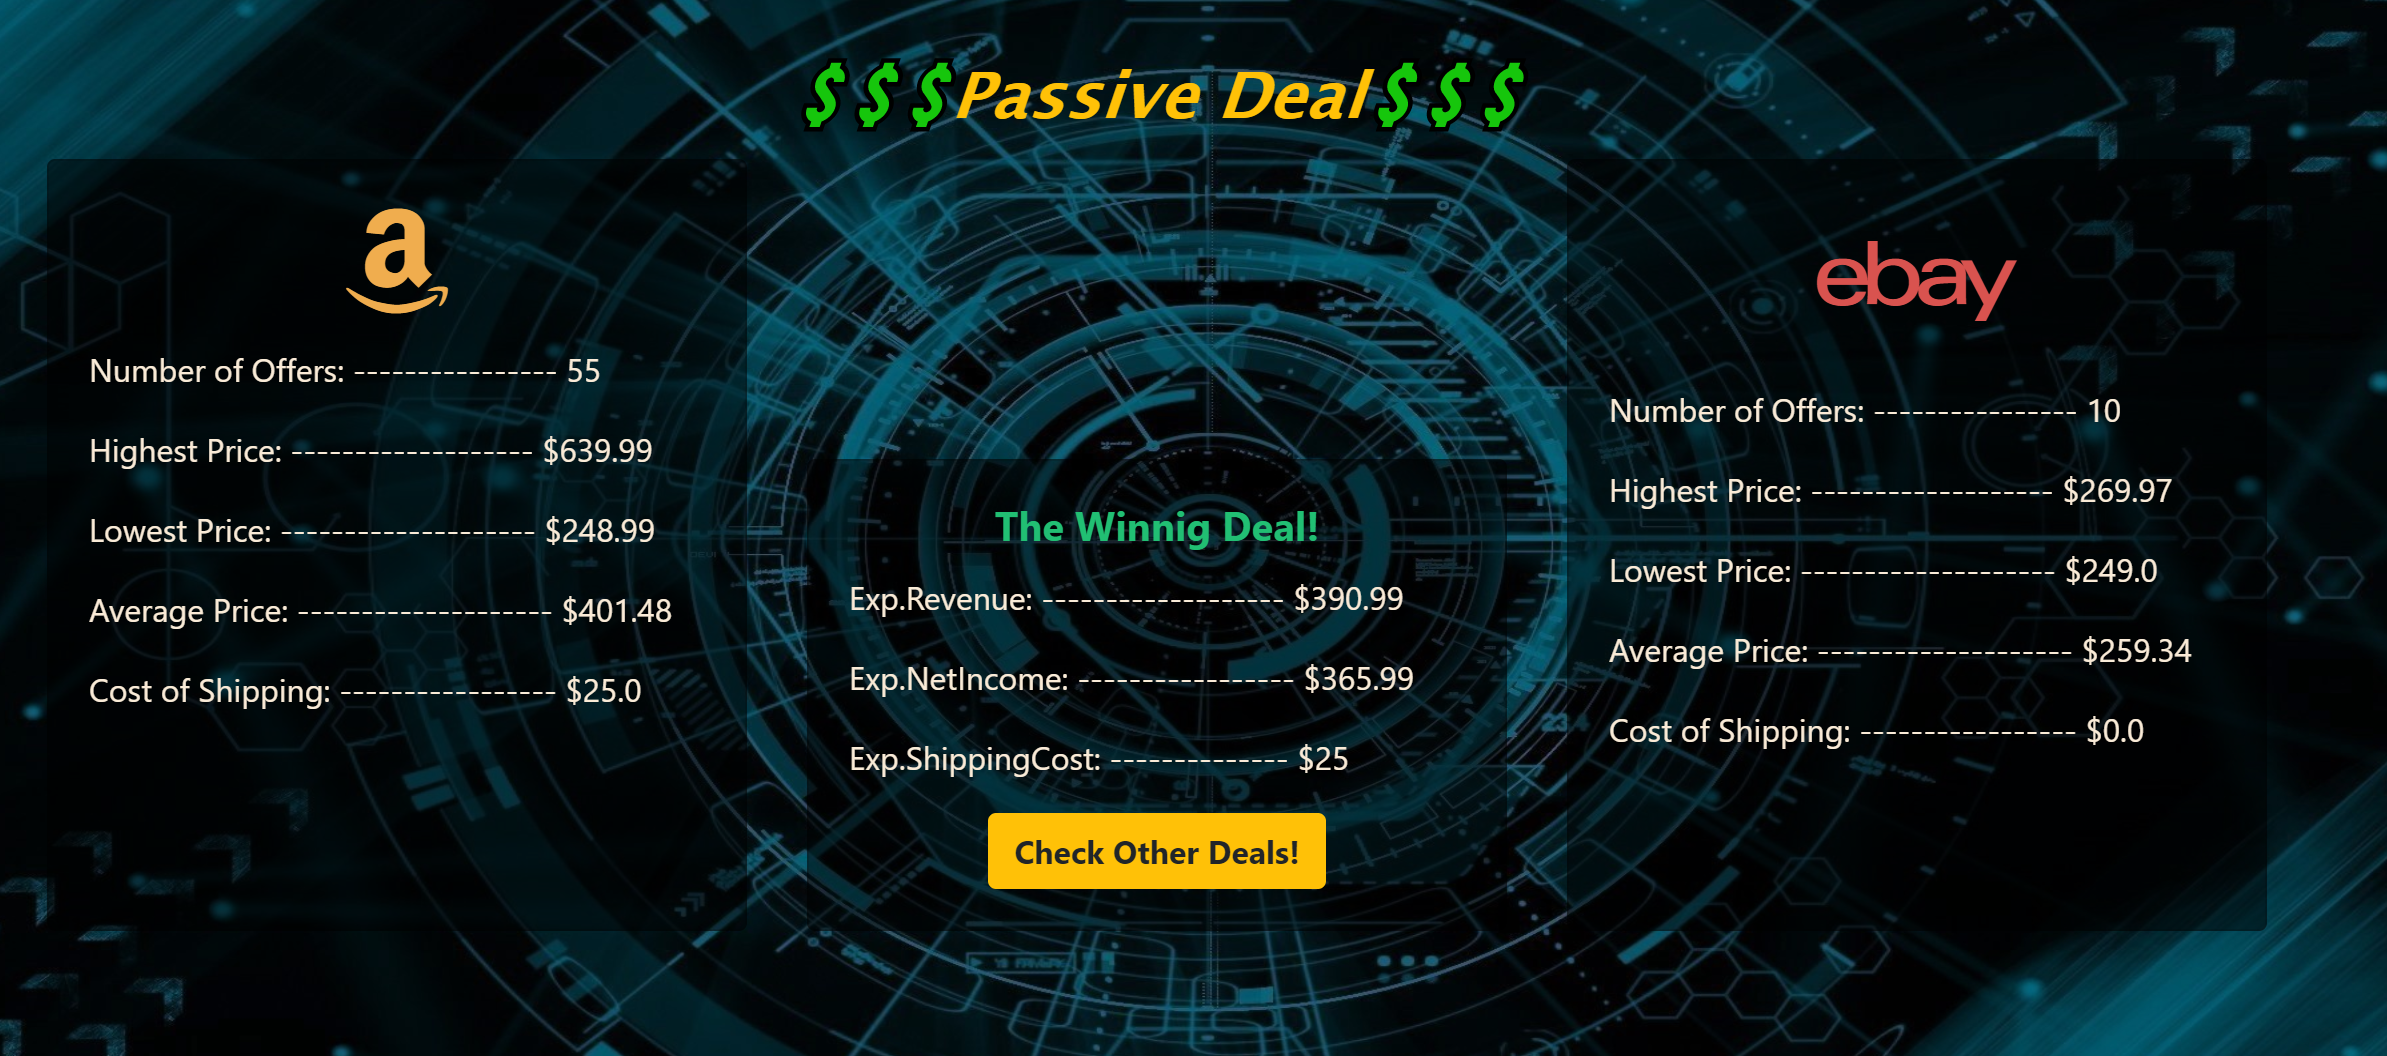 $$$Passive Deal$$$
a
Number of Offers: ---------------- 55
Highest Price: ------------------- $639.99
Lowest Price: -------------------- $248.99
Average Price: -------------------- $401.48
Cost of Shipping: ----------------- $25.0
The Winnig Deal!
Exp.Revenue: ------------------- $390.99
Exp.NetIncome: ----------------- $365.99
Exp.ShippingCost: -------------- $25
Check Other Deals!
ebay
Number of Offers: ---------------- 10
Highest Price: ------------------- $269.97
Lowest Price: -------------------- $249.0
Average Price: -------------------- $259.34
Cost of Shipping: ----------------- $0.0